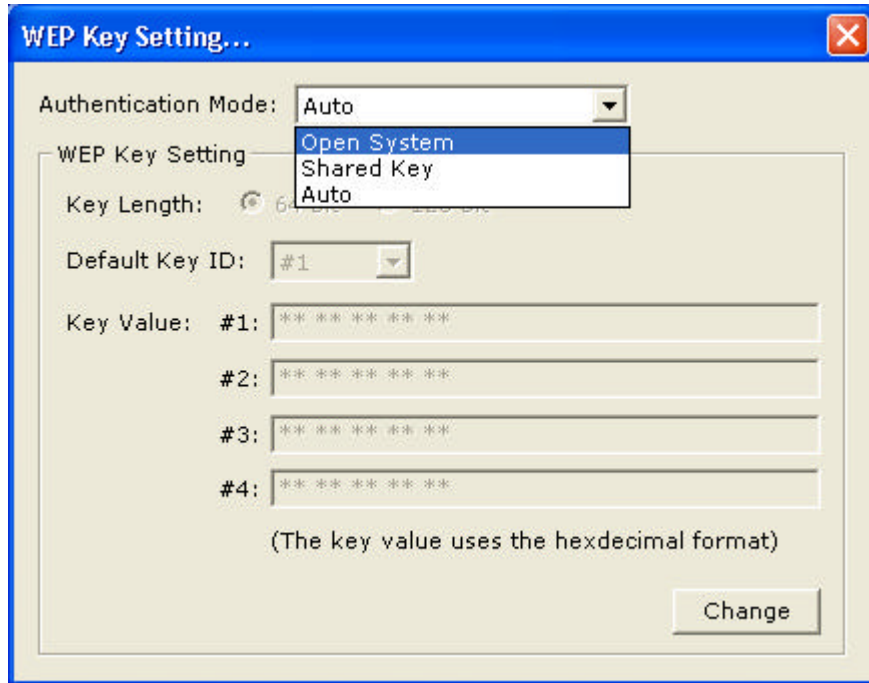 WEP Key Setting...
Authentication Mode: Auto
Open System
Shared Key
Auto
WEP Key Setting
Key Length:
Default Key ID: #1
Key Value: #1: ** ** ** ** **
#2: ** ** ** ** **
#3: ** ** ** ** **
#4: ** ** ** ** **
(The key value uses the hexdecimal format)
Change